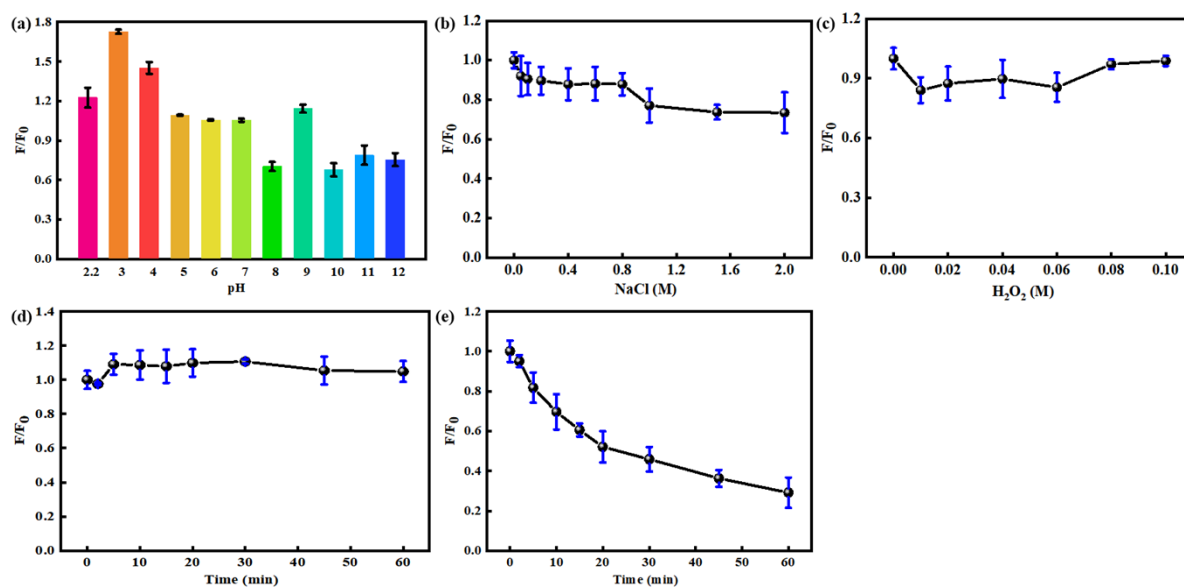 (a)
1.8
1.5
1.2
0.9
0.6
0.3
0.0
F/F0
2.2 3 4 5 6 7 8 9 10 11 12
pH
(b)
1.2
1.0
0.8
0.6
0.4
0.2
0.0
F/F0
0.0 0.4 0.8 1.2 1.6 2.0
NaCl (M)
(c)
1.2
0.9
0.6
0.3
0.0
F/F0
0.00 0.02 0.04 0.06 0.08 0.10
H2O2 (M)
(d)
1.4
1.2
1.0
0.8
0.6
0.4
0.2
0.0
F/F0
0 10 20 30 40 50 60
Time (min)
(e)
1.2
1.0
0.8
0.6
0.4
0.2
0.0
F/F0
0 10 20 30 40 50 60
Time (min)